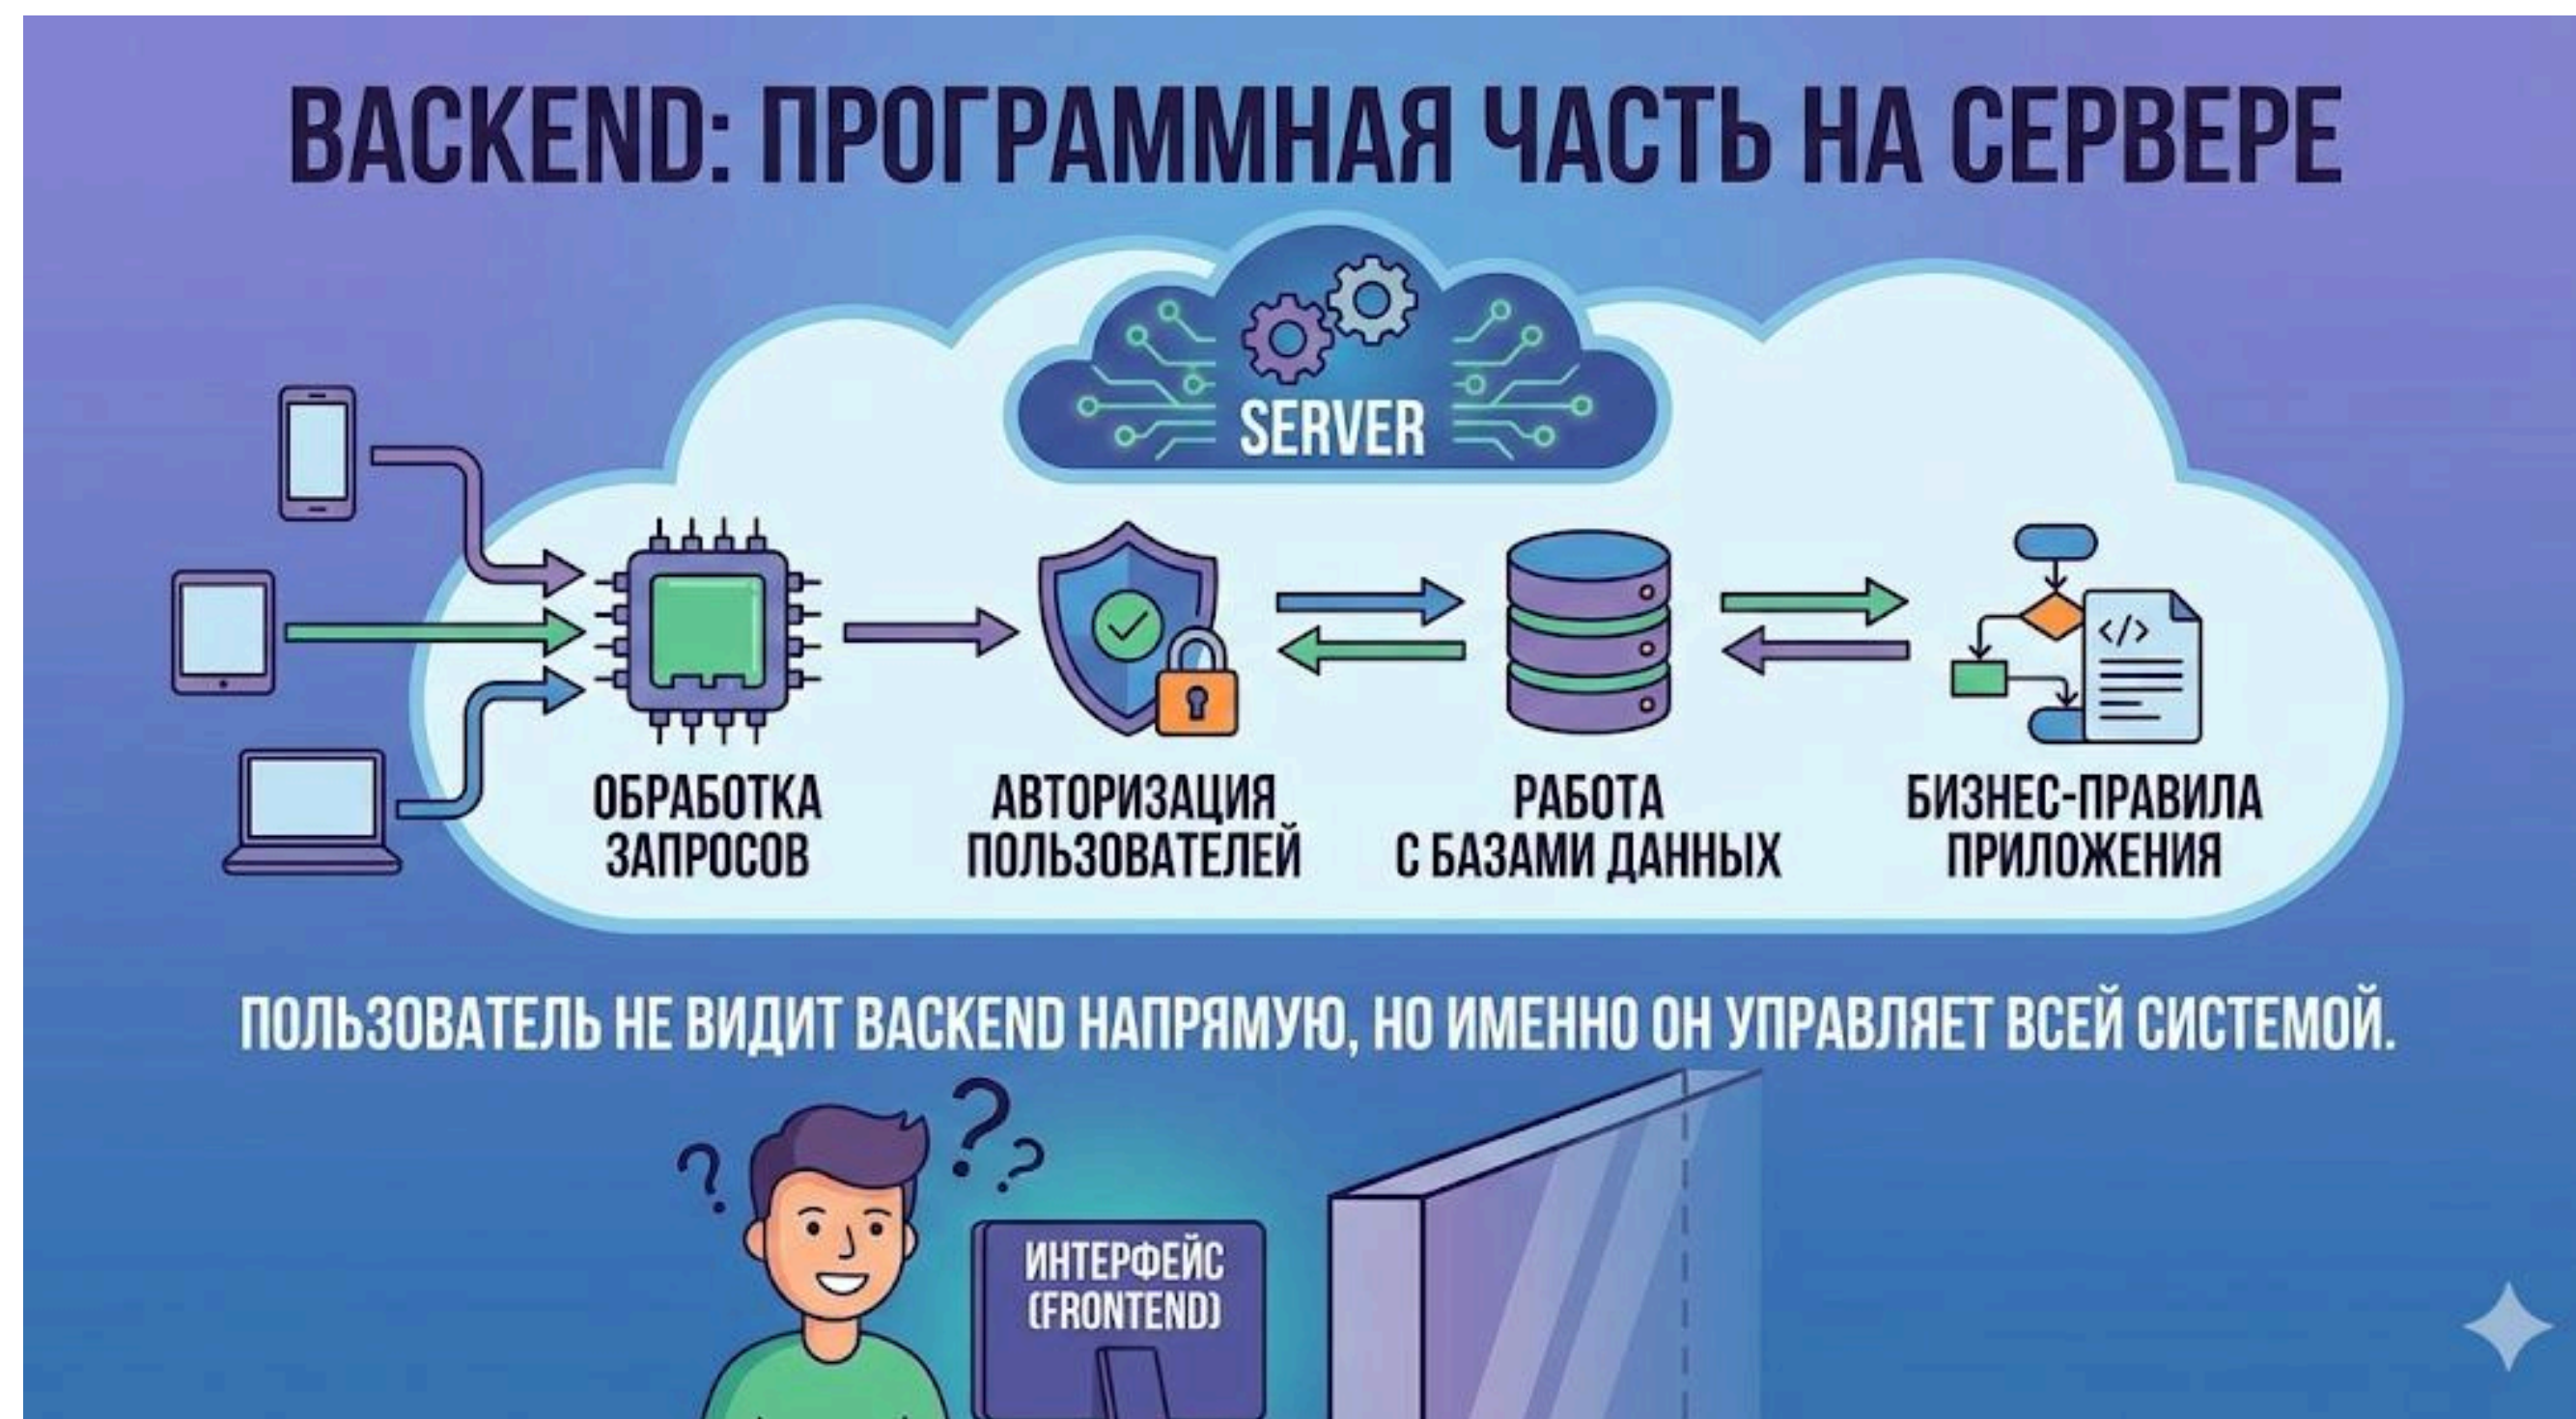 BACKEND: ПРОГРАММНАЯ ЧАСТЬ НА СЕРВЕРЕ
SERVER
</>
ОБРАБОТКА
ЗАПРОСОВ
АВТОРИЗАЦИЯ
ПОЛЬЗОВАТЕЛЕЙ
РАБОТА
С БАЗАМИ ДАННЫХ
БИЗНЕС-ПРАВИЛА
ПРИЛОЖЕНИЯ
ПОЛЬЗОВАТЕЛЬ НЕ ВИДИТ BACKEND НАПРЯМУЮ, НО ИМЕННО ОН УПРАВЛЯЕТ ВСЕЙ СИСТЕМОЙ.
? ? ?
ИНТЕРФЕЙС
(FRONTEND)